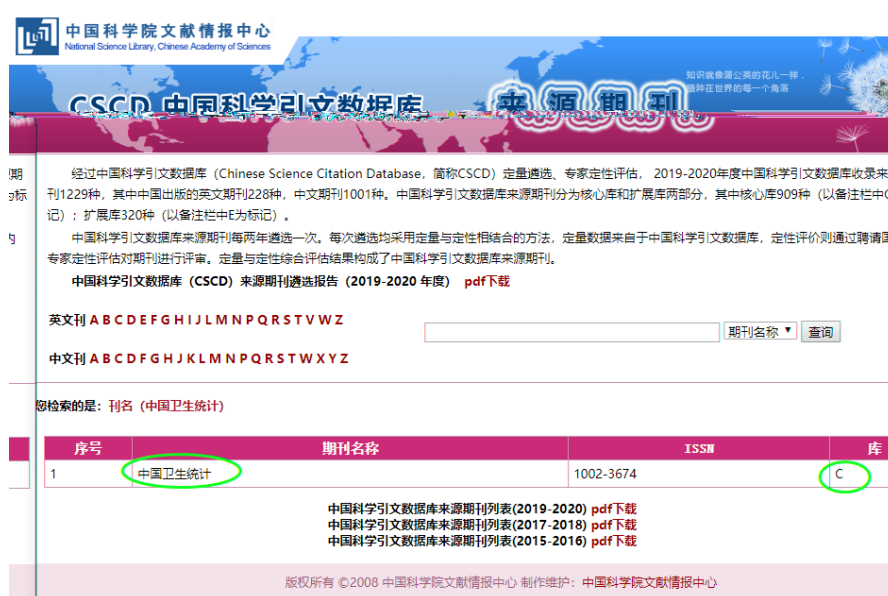 中国科学院文献情报中心
National Science Library, Chinese Academy of Sciences
知识就像蒲公英的花儿一样，
播种在世界的每一个角落
CSCD 中国科学引文数据库 来源期刊
经过中国科学引文数据库（Chinese Science Citation Database，简称CSCD）定量遴选、专家定性评估， 2019-2020年度中国科学引文数据库收录来
刊1229种，其中中国出版的英文期刊228种，中文期刊1001种。中国科学引文数据库来源期刊分为核心库和扩展库两部分，其中核心库909种（以备注栏中C
记）；扩展库320种（以备注栏中E为标记）。
中国科学引文数据库来源期刊每两年遴选一次。每次遴选均采用定量与定性相结合的方法，定量数据来自于中国科学引文数据库，定性评价则通过聘请国
专家定性评估对期刊进行评审。定量与定性综合评估结果构成了中国科学引文数据库来源期刊。
中国科学引文数据库（CSCD）来源期刊遴选报告（2019-2020 年度） pdf下载
英文刊 A B C D E F G H I J L M N P Q R S T V W Z
期刊名称 查询
中文刊 A B C D F G H J K L M N P Q R S T W X Y Z
您检索的是：刊名（中国卫生统计）
序号 期刊名称 ISSN 库
1 中国卫生统计 1002-3674 C
中国科学引文数据库来源期刊列表(2019-2020) pdf下载
中国科学引文数据库来源期刊列表(2017-2018) pdf下载
中国科学引文数据库来源期刊列表(2015-2016) pdf下载
版权所有 ©2008 中国科学院文献情报中心 制作维护：中国科学院文献情报中心